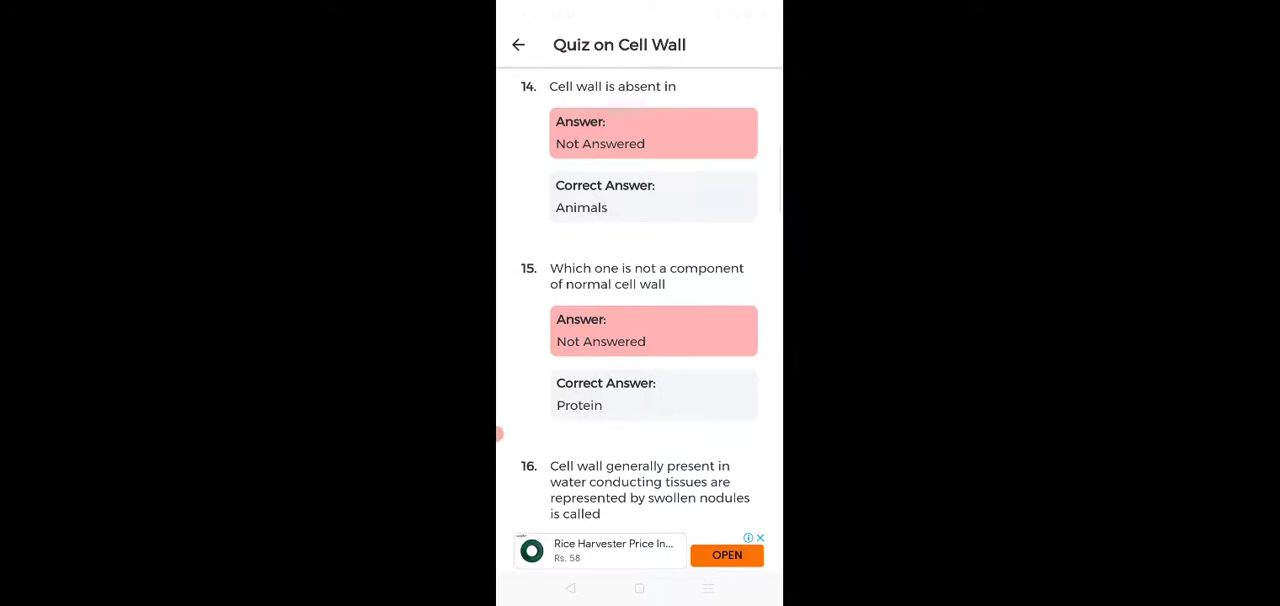 Quiz on Cell Wall
14. Cell wall is absent in
Answer:
Not Answered
Correct Answer:
Animals
15. Which one is not a component
of normal cell wall
Answer:
Not Answered
Correct Answer:
Protein
16. Cell wall generally present in
water conducting tissues are
represented by swollen nodules
is called
Rice Harvester Price In...
Rs. 58
OPEN